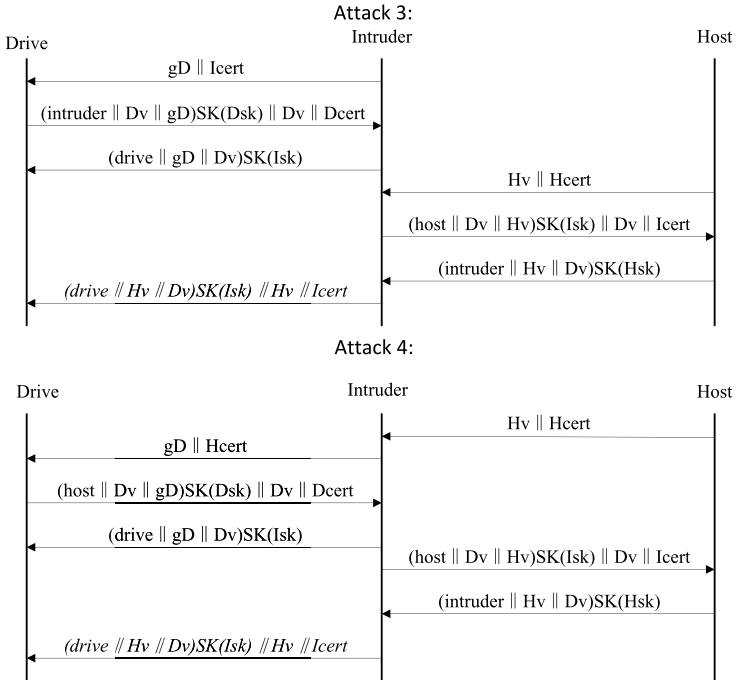 Attack 3:
Drive Intruder Host
gD ‖ Icert
(intruder ‖ Dv ‖ gD)SK(Dsk) ‖ Dv ‖ Dcert
(drive ‖ gD ‖ Dv)SK(Isk)
Hv ‖ Hcert
(host ‖ Dv ‖ Hv)SK(Isk) ‖ Dv ‖ Icert
(intruder ‖ Hv ‖ Dv)SK(Hsk)
(drive ‖ Hv ‖ Dv)SK(Isk) ‖ Hv ‖ Icert
Attack 4:
Drive Intruder Host
Hv ‖ Hcert
gD ‖ Hcert
(host ‖ Dv ‖ gD)SK(Dsk) ‖ Dv ‖ Dcert
(drive ‖ gD ‖ Dv)SK(Isk)
(host ‖ Dv ‖ Hv)SK(Isk) ‖ Dv ‖ Icert
(intruder ‖ Hv ‖ Dv)SK(Hsk)
(drive ‖ Hv ‖ Dv)SK(Isk) ‖ Hv ‖ Icert